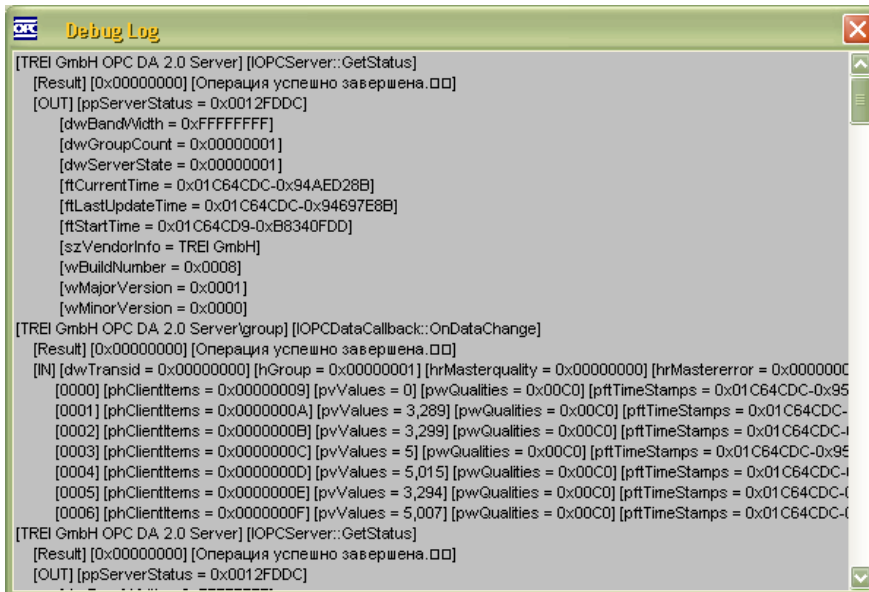 OPC Debug Log
[TREI GmbH OPC DA 2.0 Server] [IOPCServer::GetStatus]
[Result] [0x00000000] [Операция успешно завершена.□□]
[OUT] [ppServerStatus = 0x0012FDDC]
[dwBandWidth = 0xFFFFFFFF]
[dwGroupCount = 0x00000001]
[dwServerState = 0x00000001]
[ftCurrentTime = 0x01C64CDC-0x94AED28B]
[ftLastUpdateTime = 0x01C64CDC-0x94697E8B]
[ftStartTime = 0x01C64CD9-0xB8340FDD]
[szVendorInfo = TREI GmbH]
[wBuildNumber = 0x0008]
[wMajorVersion = 0x0001]
[wMinorVersion = 0x0000]
[TREI GmbH OPC DA 2.0 Server\group] [IOPCDataCallback::OnDataChange]
[Result] [0x00000000] [Операция успешно завершена.□□]
[IN] [dwTransid = 0x00000000] [hGroup = 0x00000001] [hrMasterquality = 0x00000000] [hrMastererror = 0x0000000
[0000] [phClientItems = 0x00000009] [pvValues = 0] [pwQualities = 0x00C0] [pftTimeStamps = 0x01C64CDC-0x95
[0001] [phClientItems = 0x0000000A] [pvValues = 3,289] [pwQualities = 0x00C0] [pftTimeStamps = 0x01C64CDC-
[0002] [phClientItems = 0x0000000B] [pvValues = 3,299] [pwQualities = 0x00C0] [pftTimeStamps = 0x01C64CDC-
[0003] [phClientItems = 0x0000000C] [pvValues = 5] [pwQualities = 0x00C0] [pftTimeStamps = 0x01C64CDC-0x95
[0004] [phClientItems = 0x0000000D] [pvValues = 5,015] [pwQualities = 0x00C0] [pftTimeStamps = 0x01C64CDC-
[0005] [phClientItems = 0x0000000E] [pvValues = 3,294] [pwQualities = 0x00C0] [pftTimeStamps = 0x01C64CDC-
[0006] [phClientItems = 0x0000000F] [pvValues = 5,007] [pwQualities = 0x00C0] [pftTimeStamps = 0x01C64CDC-
[TREI GmbH OPC DA 2.0 Server] [IOPCServer::GetStatus]
[Result] [0x00000000] [Операция успешно завершена.□□]
[OUT] [ppServerStatus = 0x0012FDDC]